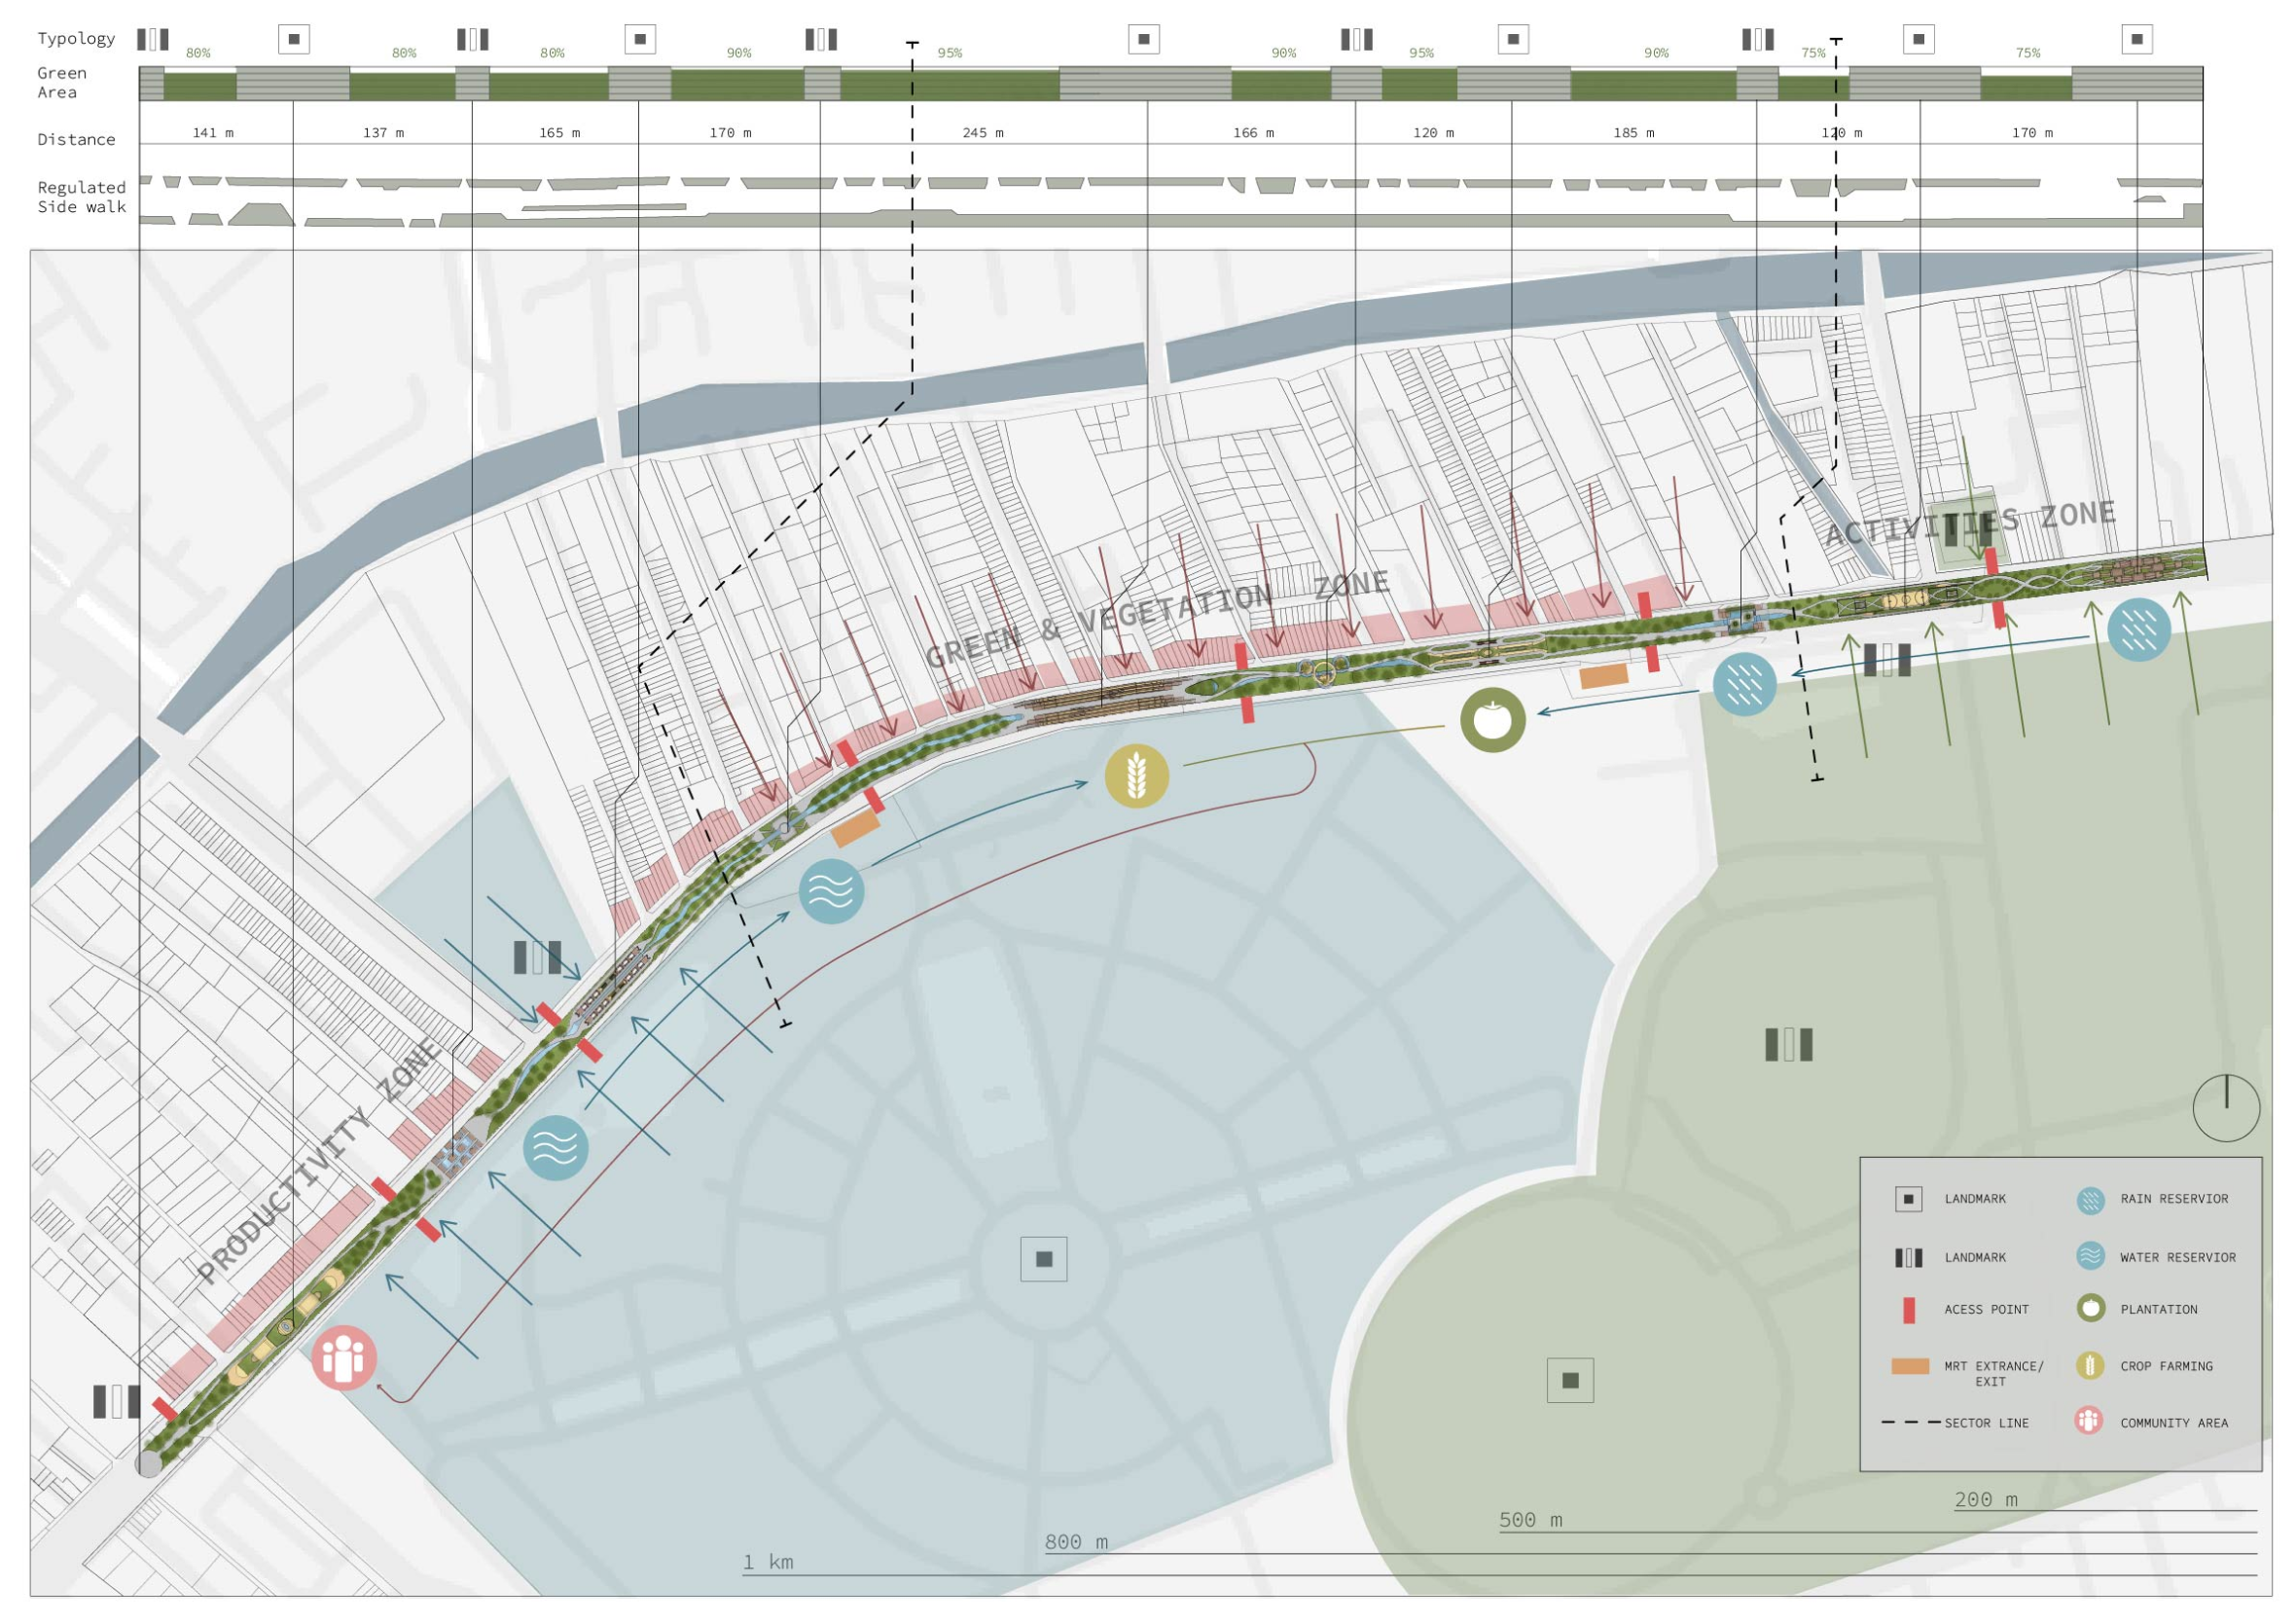 Typology
80%
80%
80%
90%
95%
90%
95%
90%
75%
75%
Green
Area
Distance
141 m
137 m
165 m
170 m
245 m
166 m
120 m
185 m
120 m
170 m
Regulated
Side walk
ACTIVITIES ZONE
GREEN & VEGETATION ZONE
PRODUCTIVITY ZONE
LANDMARK
RAIN RESERVIOR
LANDMARK
WATER RESERVIOR
ACESS POINT
PLANTATION
MRT ENTRANCE/
EXIT
CROP FARMING
SECTOR LINE
COMMUNITY AREA
200 m
500 m
800 m
1 km